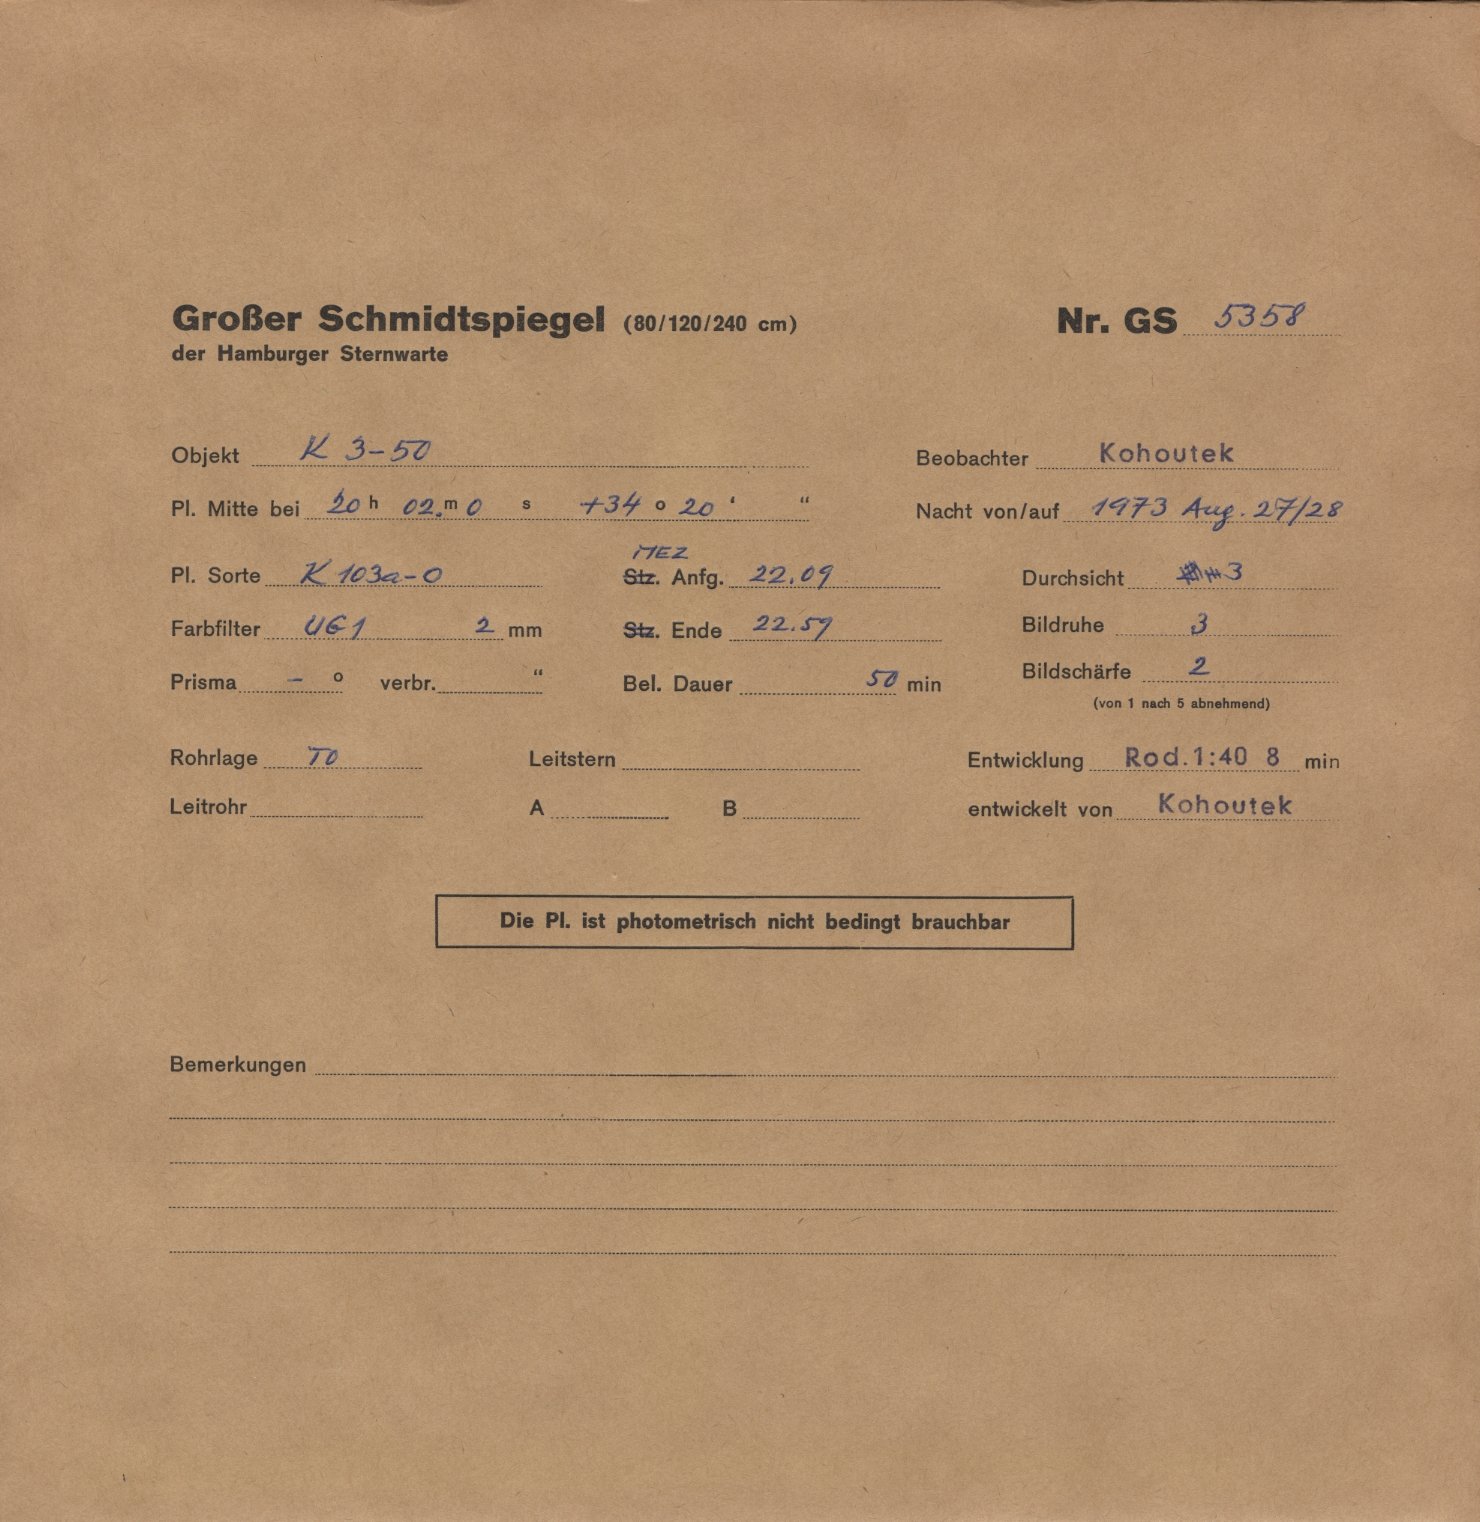 Großer Schmidtspiegel (80/120/240 cm) Nr. GS 5358
der Hamburger Sternwarte
Objekt K 3-50 Beobachter Kohoutek
Pl. Mitte bei 20 h 02. m 0 s +34 o 20 ‘ “ Nacht von/auf 1973 Aug. 27/28
MEZ
Pl. Sorte K 103a-O Stz. Anfg. 22.09 Durchsicht 3
Farbfilter UG1 2 mm Stz. Ende 22.59 Bildruhe 3
Prisma – o verbr. “ Bel. Dauer 50 min Bildschärfe 2
(von 1 nach 5 abnehmend)
Rohrlage TO Leitstern Entwicklung Rod.1:40 8 min
Leitrohr A B entwickelt von Kohoutek
Die Pl. ist photometrisch nicht bedingt brauchbar
Bemerkungen